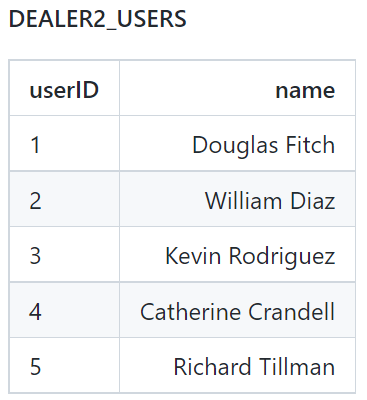 DEALER2_USERS
userID name
1 Douglas Fitch
2 William Diaz
3 Kevin Rodriguez
4 Catherine Crandell
5 Richard Tillman